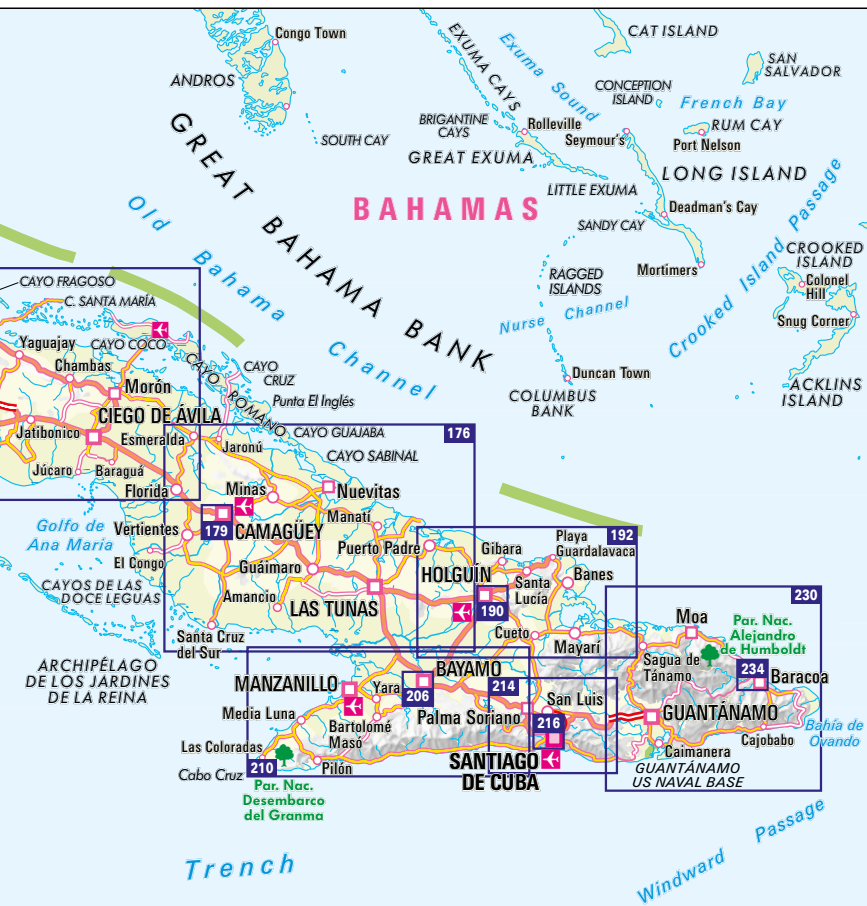 Congo Town
ANDROS
SOUTH CAY
GREAT BAHAMA BANK
Old Bahama Channel
EXUMA CAYS
Exuma Sound
CAT ISLAND
SAN
SALVADOR
CONCEPTION
ISLAND
French Bay
BRIGANTINE
CAYS
Rolleville
Seymour's
RUM CAY
Port Nelson
GREAT EXUMA
LONG ISLAND
LITTLE EXUMA
BAHAMAS
Deadman's Cay
SANDY CAY
Crooked Island Passage
Mortimers
CROOKED
ISLAND
Colonel
Hill
Snug Corner
RAGGED
ISLANDS
Nurse Channel
Duncan Town
COLUMBUS
BANK
ACKLINS
ISLAND
CAYO FRAGOSO
C. SANTA MARÍA
Yaguajay
CAYO COCO
Chambas
Morón
CAYO ROMANO
CAYO
CRUZ
Punta El Inglés
CIEGO DE ÁVILA
Jatibonico
Esmeralda
Jaronú
CAYO GUAJABA
CAYO SABINAL
176
Júcaro
Baraguá
Florida
Minas
Nuevitas
Golfo de
Ana Maria
Vertientes
179
CAMAGÜEY
Manatí
El Congo
Puerto Padre
Gibara
Playa
Guardalavaca
192
CAYOS DE LAS
DOCE LEGUAS
Guáimaro
HOLGUÍN
Santa
Lucía
Banes
Amancio
LAS TUNAS
190
230
Santa Cruz
del Sur
Cueto
Mayarí
Moa
Par. Nac.
Alejandro
de Humboldt
ARCHIPÉLAGO
DE LOS JARDINES
DE LA REINA
MANZANILLO
Yara
BAYAMO
206
214
Sagua de
Tánamo
234
Baracoa
Media Luna
Bartolomé
Masó
Palma Soriano
San Luis
216
GUANTÁNAMO
Bahía de
Ovando
Las Coloradas
Cabo Cruz
210
Pilón
SANTIAGO
DE CUBA
Caimanera
Cajobabo
GUANTÁNAMO
US NAVAL BASE
Par. Nac.
Desembarco
del Granma
Trench
Windward Passage